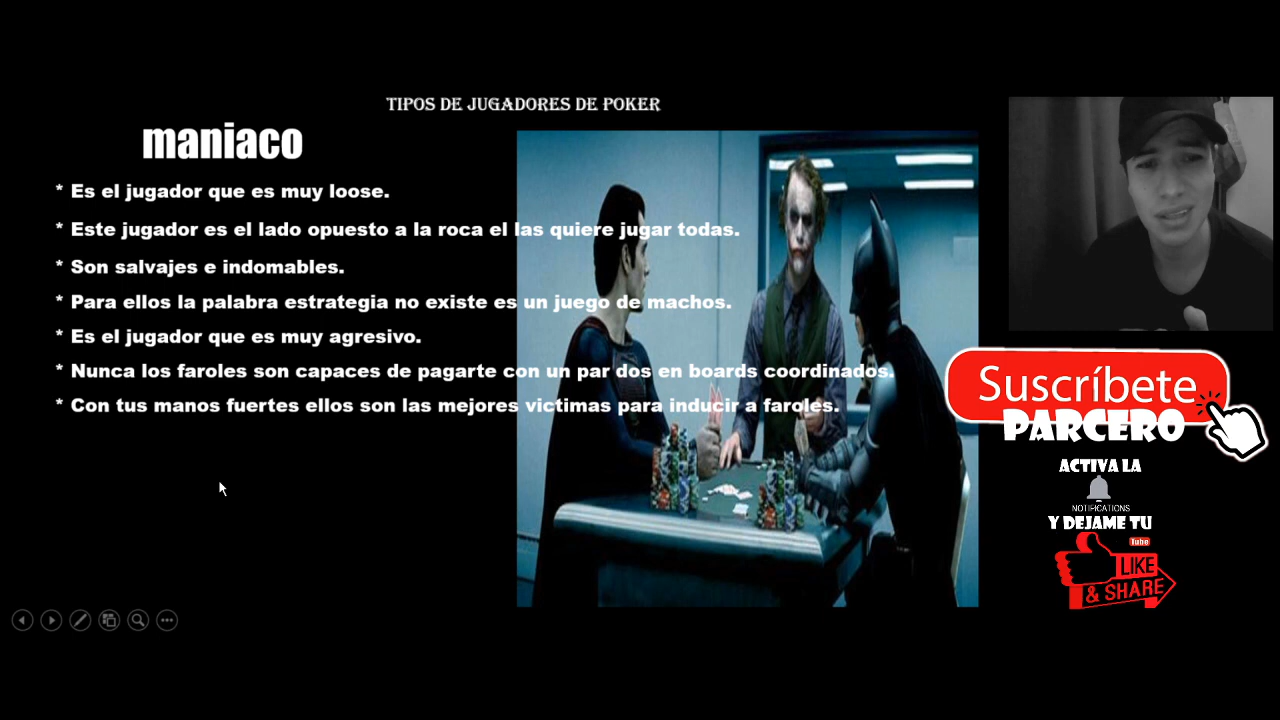 TIPOS DE JUGADORES DE POKER
maniaco
* Es el jugador que es muy loose.
* Este jugador es el lado opuesto a la roca el las quiere jugar todas.
* Son salvajes e indomables.
* Para ellos la palabra estrategia no existe es un juego de machos.
* Es el jugador que es muy agresivo.
* Nunca los faroles son capaces de pagarte con un par dos en boards coordinados.
* Con tus manos fuertes ellos son las mejores victimas para inducir a faroles.
Suscríbete
PARCERO
ACTIVA LA
NOTIFICATIONS
Y DEJAME TU
Tube
LIKE
& SHARE